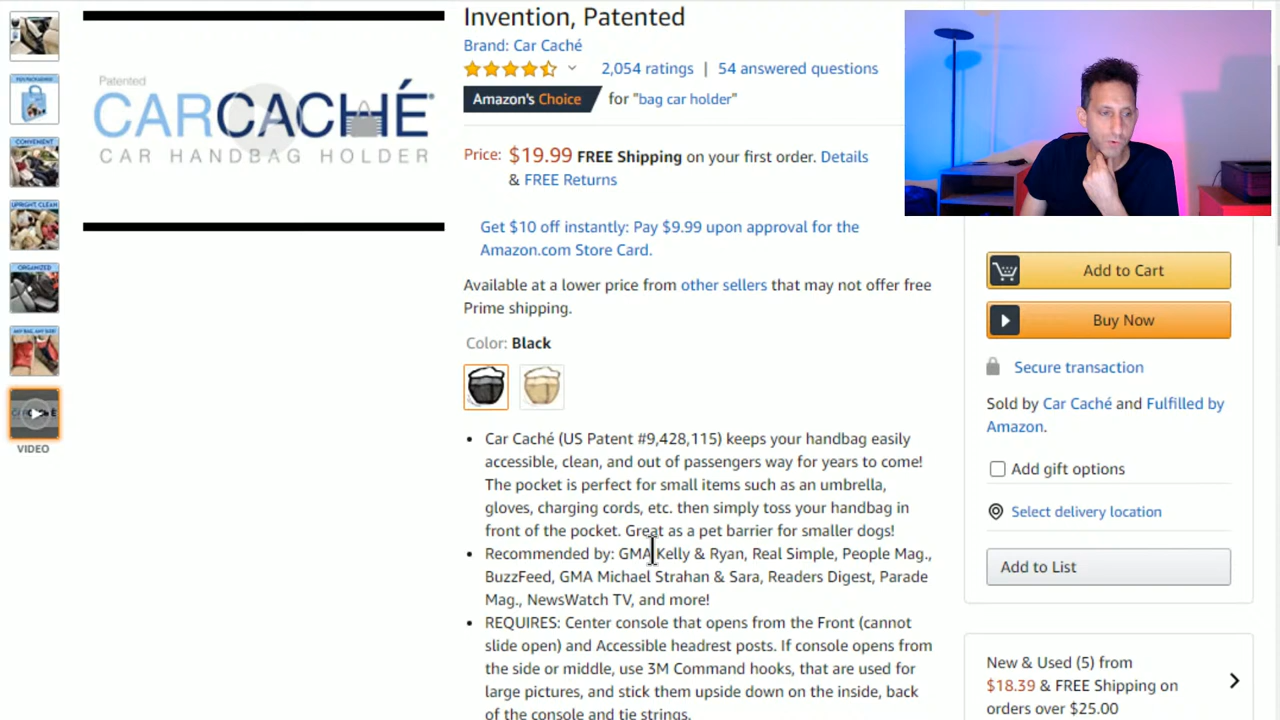 Invention, Patented
Brand: Car Caché
2,054 ratings | 54 answered questions
Amazon's Choice for "bag car holder"
Price: $19.99 FREE Shipping on your first order. Details
& FREE Returns
Get $10 off instantly: Pay $9.99 upon approval for the
Amazon.com Store Card.
Available at a lower price from other sellers that may not offer free
Prime shipping.
Color: Black
Car Caché (US Patent #9,428,115) keeps your handbag easily
accessible, clean, and out of passengers way for years to come!
The pocket is perfect for small items such as an umbrella,
gloves, charging cords, etc. then simply toss your handbag in
front of the pocket. Great as a pet barrier for smaller dogs!
Recommended by: GMA Kelly & Ryan, Real Simple, People Mag.,
BuzzFeed, GMA Michael Strahan & Sara, Readers Digest, Parade
Mag., NewsWatch TV, and more!
REQUIRES: Center console that opens from the Front (cannot
slide open) and Accessible headrest posts. If console opens from
the side or middle, use 3M Command hooks, that are used for
large pictures, and stick them upside down on the inside, back
of the console and tie strings.
Patented
CARCACHÉ®
CAR HANDBAG HOLDER
CONVENIENT
UPRIGHT, CLEAN
ORGANIZED
ANY BAG, ANY SIZE!
VIDEO
Add to Cart
Buy Now
Secure transaction
Sold by Car Caché and Fulfilled by
Amazon.
Add gift options
Select delivery location
Add to List
New & Used (5) from
$18.39 & FREE Shipping on
orders over $25.00